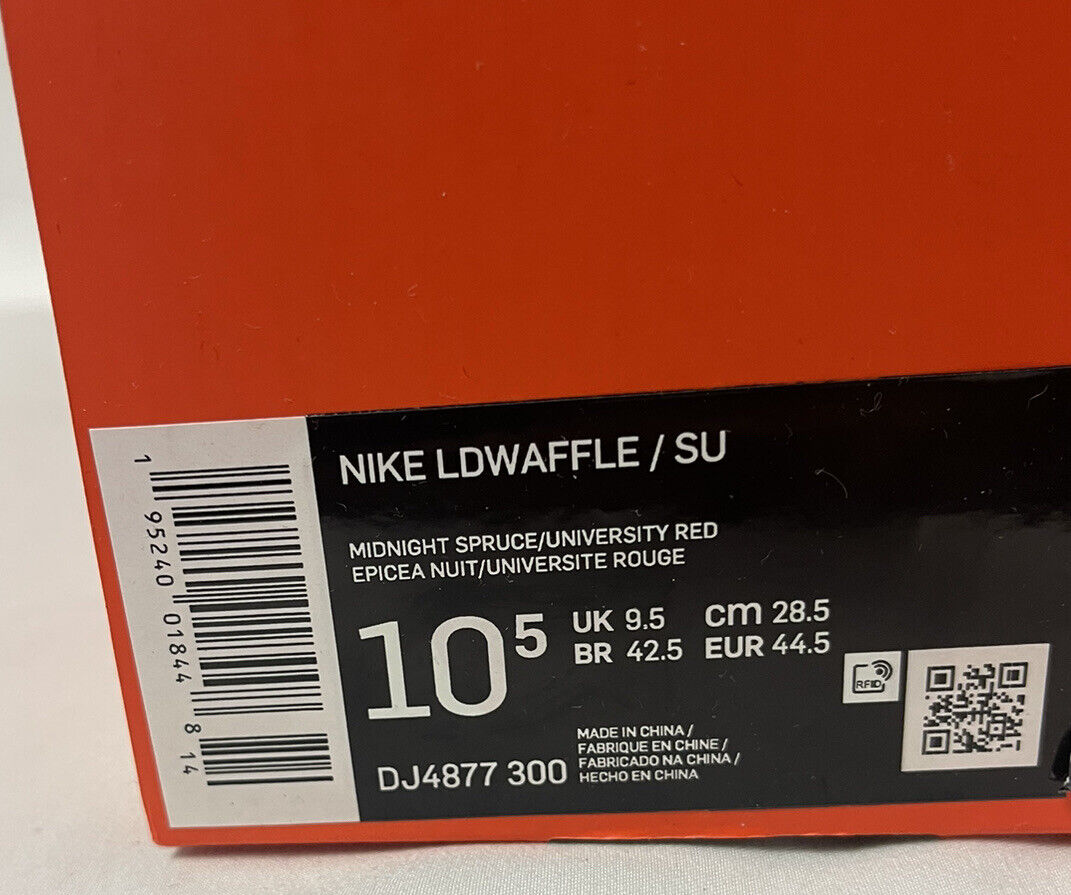 NIKE LDWAFFLE / SU
MIDNIGHT SPRUCE/UNIVERSITY RED
EPICEA NUIT/UNIVERSITE ROUGE
10 5
UK 9.5 cm 28.5
BR 42.5 EUR 44.5
RFID
DJ4877 300
MADE IN CHINA /
FABRIQUE EN CHINE /
FABRICADO NA CHINA /
HECHO EN CHINA
1 95240 01844 8 14